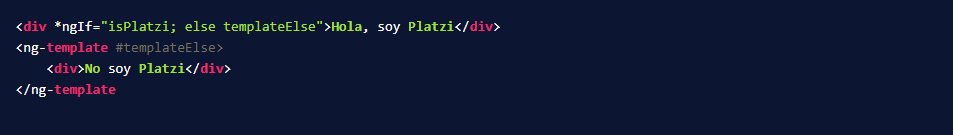 <div *ngIf="isPlatzi; else templateElse">Hola, soy Platzi</div>
<ng-template #templateElse>
    <div>No soy Platzi</div>
</ng-template